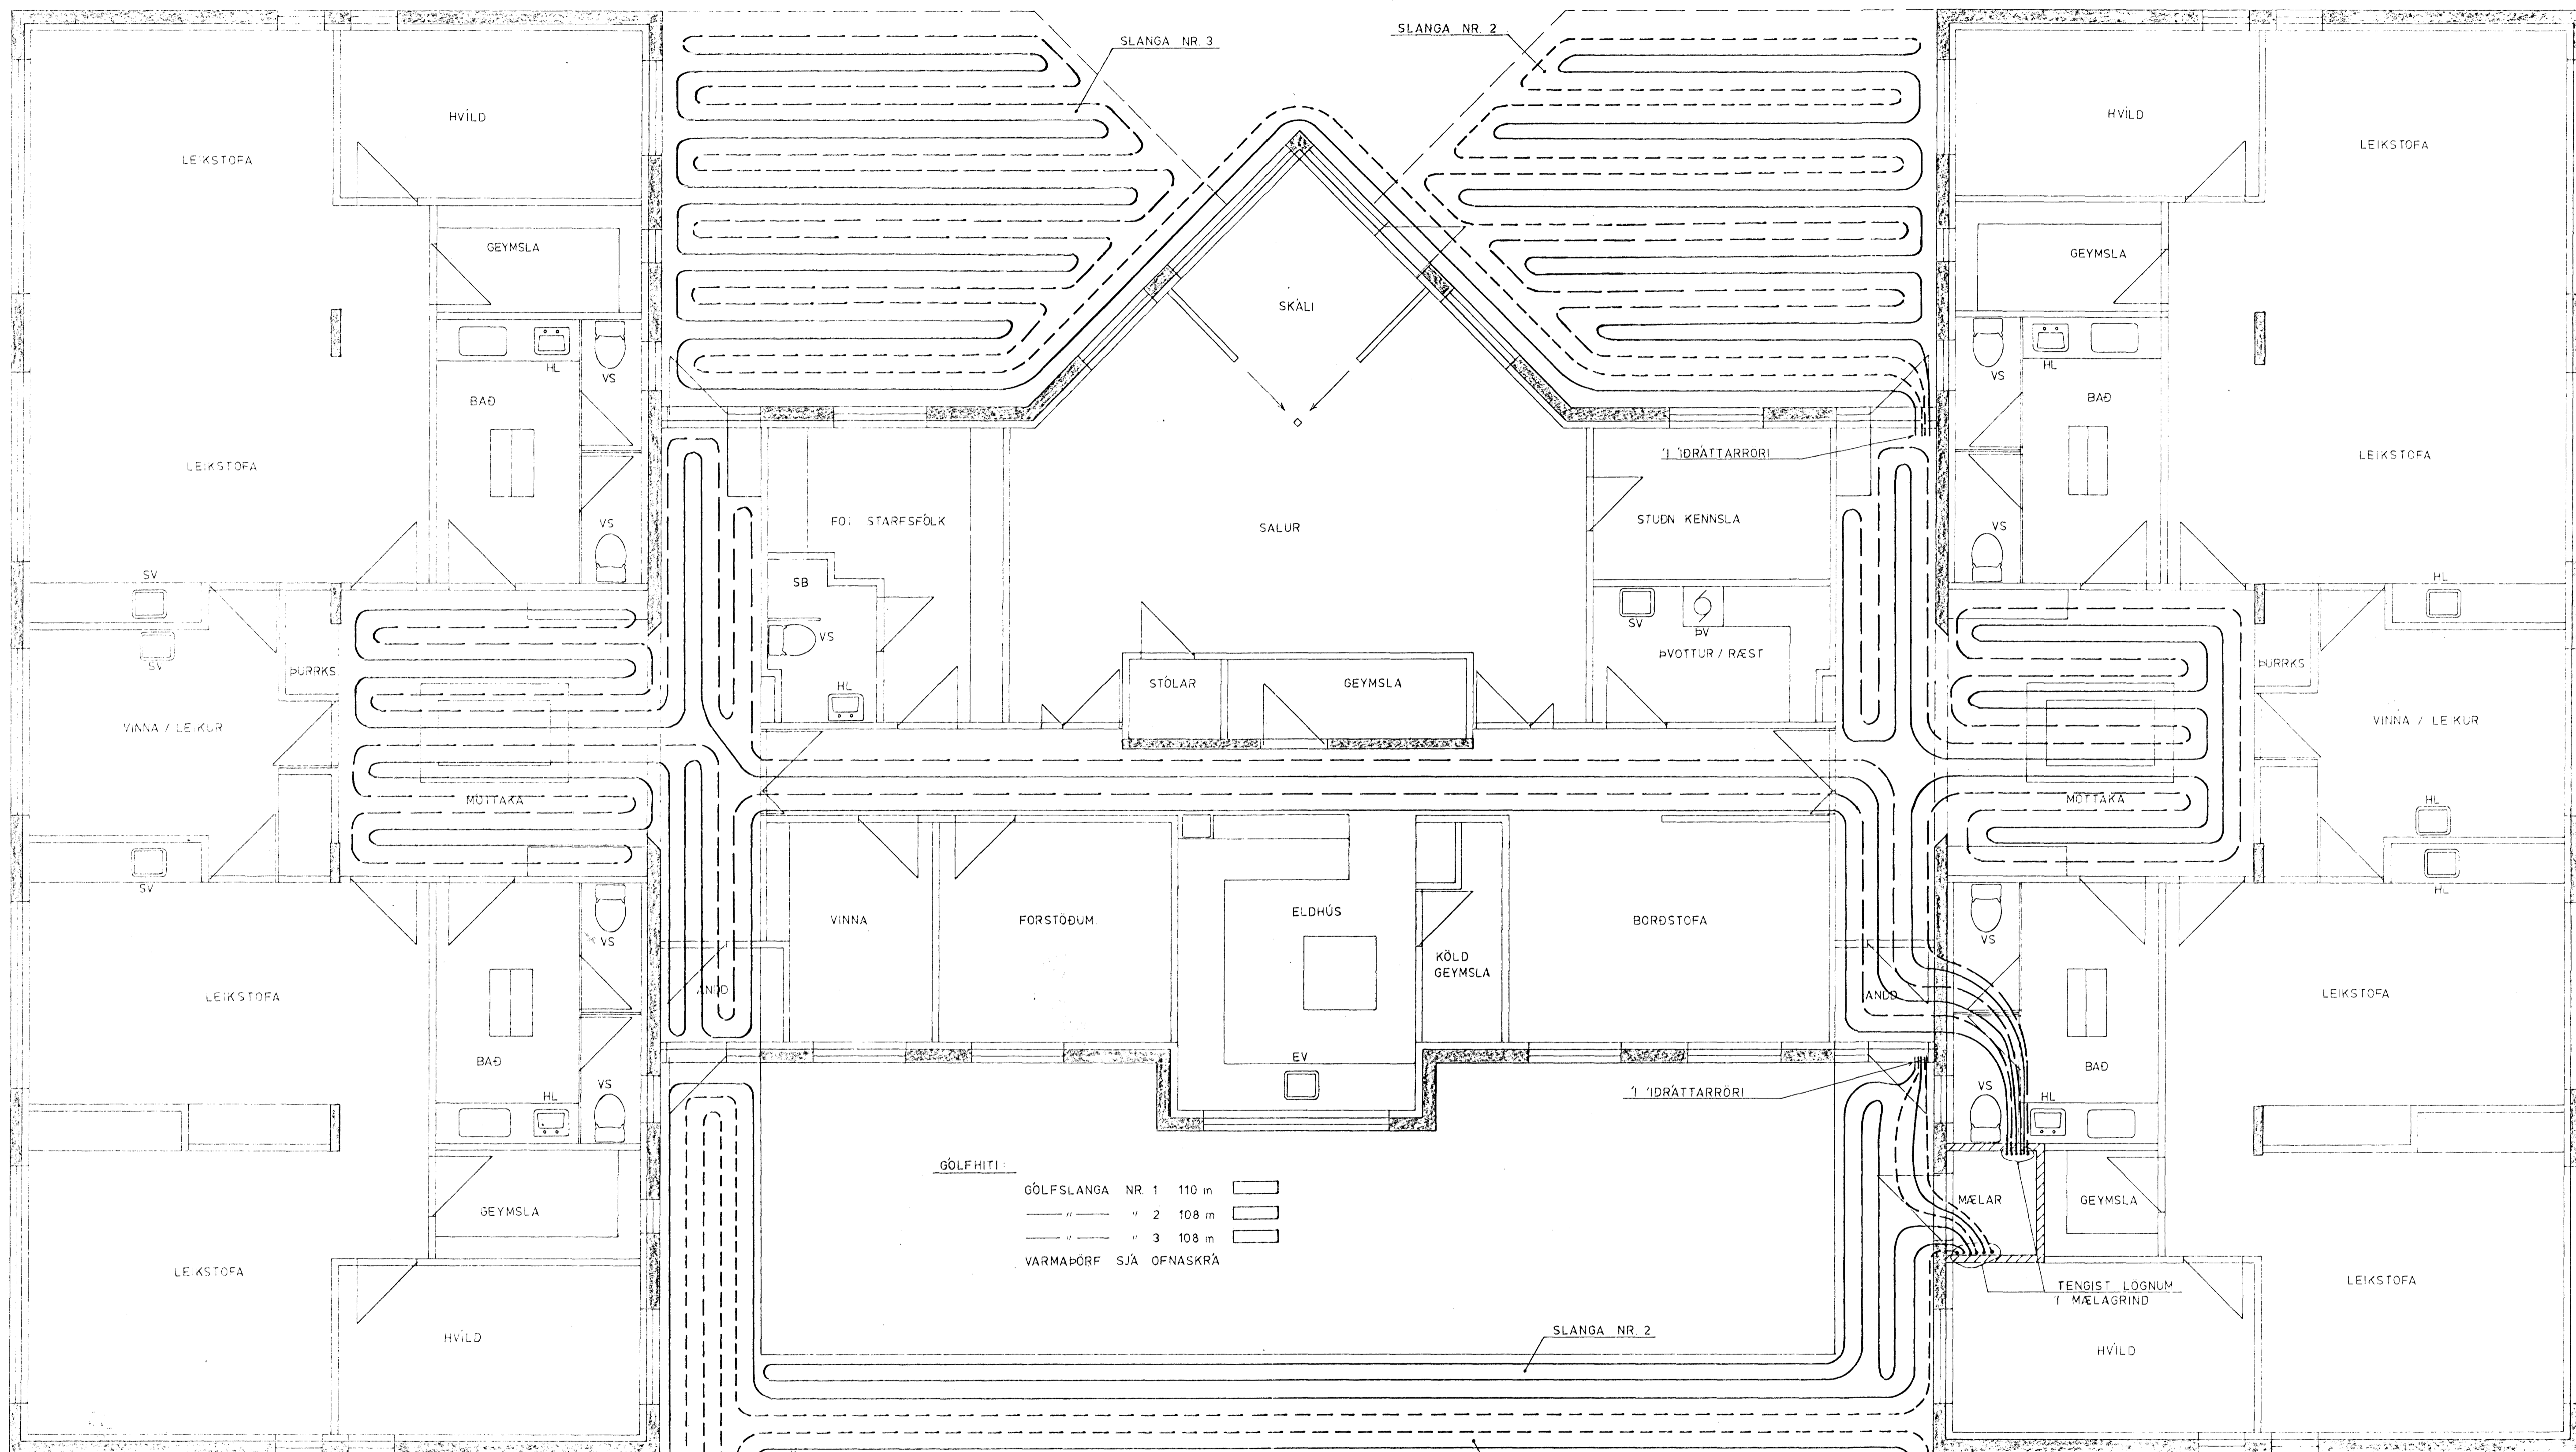 SLANGA NR. 3
SLANGA NR. 2
HVÍLD
HVÍLD
LEIKSTOFA
LEIKSTOFA
GEYMSLA
GEYMSLA
SKÁLI
HL
VS
VS
HL
BAÐ
BAÐ
LEIKSTOFA
LEIKSTOFA
Í ÍDRÁTTARRÖRI
VS
STARFSFÓLK
SALUR
STUÐN KENNSLA
VS
SV
SB
HL
SV
VS
SV
ÞV
ÞURRKS.
ÞVOTTUR / RÆST
ÞURRKS
HL
STÓLAR
GEYMSLA
VINNA / LEIKUR
VINNA / LEIKUR
MÓTTAKA
MÓTTAKA
HL
SV
HL
VS
VINNA
FORSTÖÐUM.
ELDHÚS
BORÐSTOFA
VS
KÖLD
GEYMSLA
LEIKSTOFA
ANDD
ANDD
LEIKSTOFA
BAÐ
EV
BAÐ
VS
HL
Í ÍDRÁTTARRÖRI
VS
HL
GÓLFHITI:
GÓLFSLANGA NR. 1 110 m
—— " —— " 2 108 m
—— " —— " 3 108 m
VARMAÞÖRF SJÁ OFNASKRÁ
GEYMSLA
MÆLAR
GEYMSLA
LEIKSTOFA
LEIKSTOFA
TENGIST LÖGNUM
Í MÆLAGRIND
HVÍLD
SLANGA NR. 2
HVÍLD